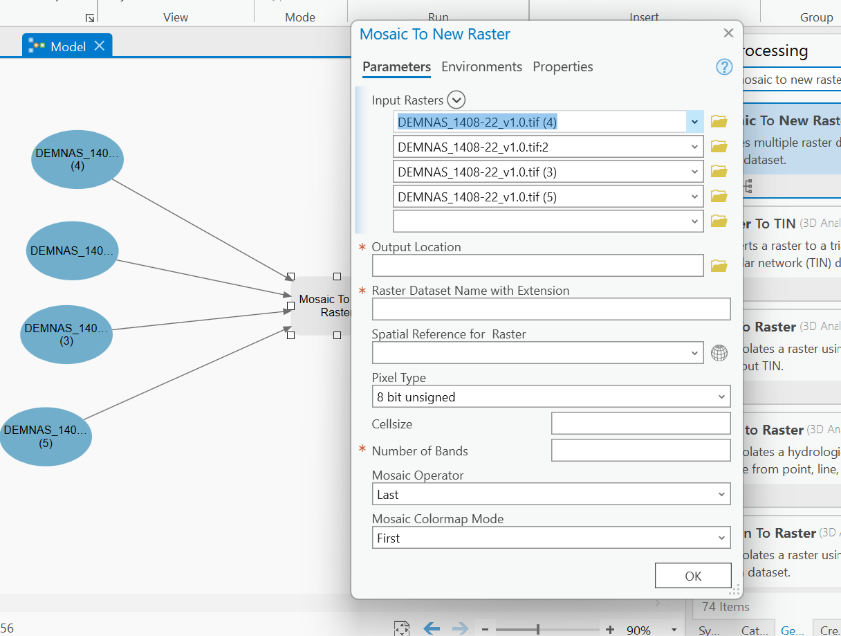 View
Mode
Run
Insert
Group
Model
DEMNAS_140...
(4)
DEMNAS_140...
DEMNAS_140...
(3)
DEMNAS_140...
(5)
Mosaic To
Raster
Mosaic To New Raster
Parameters Environments Properties
Input Rasters
DEMNAS_1408-22_v1.0.tif (4)
DEMNAS_1408-22_v1.0.tif:2
DEMNAS_1408-22_v1.0.tif (3)
DEMNAS_1408-22_v1.0.tif (5)
* Output Location
* Raster Dataset Name with Extension
Spatial Reference for Raster
Pixel Type
8 bit unsigned
Cellsize
* Number of Bands
Mosaic Operator
Last
Mosaic Colormap Mode
First
OK
rocessing
osaic to new raste
ic To New Rast
es multiple raster d
dataset.
er To TIN (3D Anal
erts a raster to a tri
lar network (TIN) d
o Raster (3D Anal
olates a raster usin
out TIN.
to Raster (3D An
olates a hydrologi
e from point, line,
n To Raster (3D A
olates a raster usin
dataset.
74 Items
Sy... Cat... Ge... Cre
56
90%